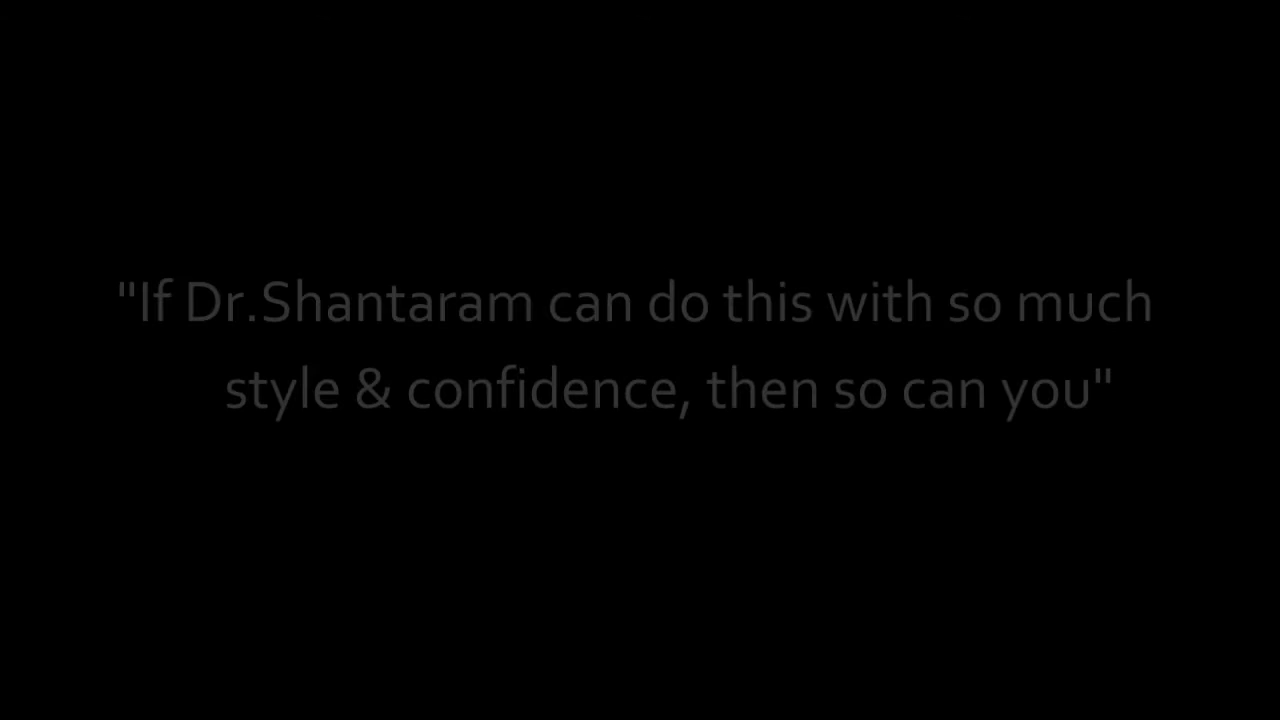 "If Dr.Shantaram can do this with so much
style & confidence, then so can you"